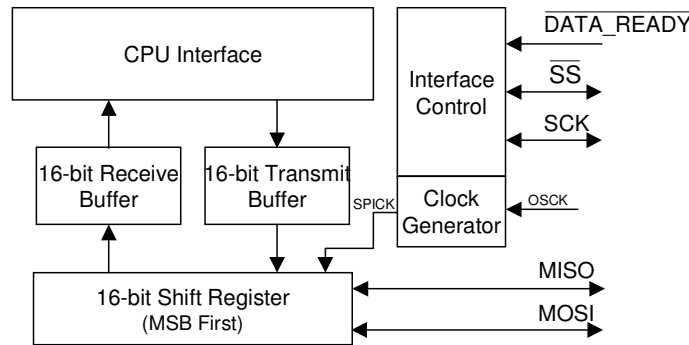 CPU Interface
DATA_READY
Interface
Control
SS
SCK
16-bit Receive
Buffer
16-bit Transmit
Buffer
SPICK
Clock
Generator
OSCK
16-bit Shift Register
(MSB First)
MISO
MOSI